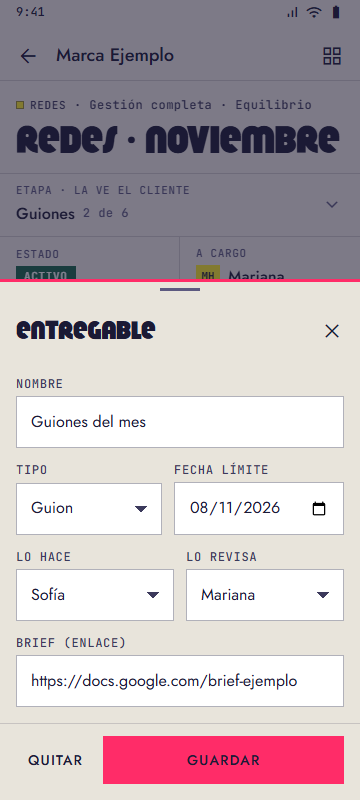 9:41
Marca Ejemplo
REDES · Gestión completa · Equilibrio
REDES · NOVIEMBRE
ETAPA · LA VE EL CLIENTE
Guiones 2 de 6
ESTADO
A CARGO
ACTIVO
MH Mariana
ENTREGABLE
NOMBRE
Guiones del mes
TIPO
FECHA LÍMITE
Guion
08/11/2026
LO HACE
LO REVISA
Sofía
Mariana
BRIEF (ENLACE)
https://docs.google.com/brief-ejemplo
QUITAR
GUARDAR